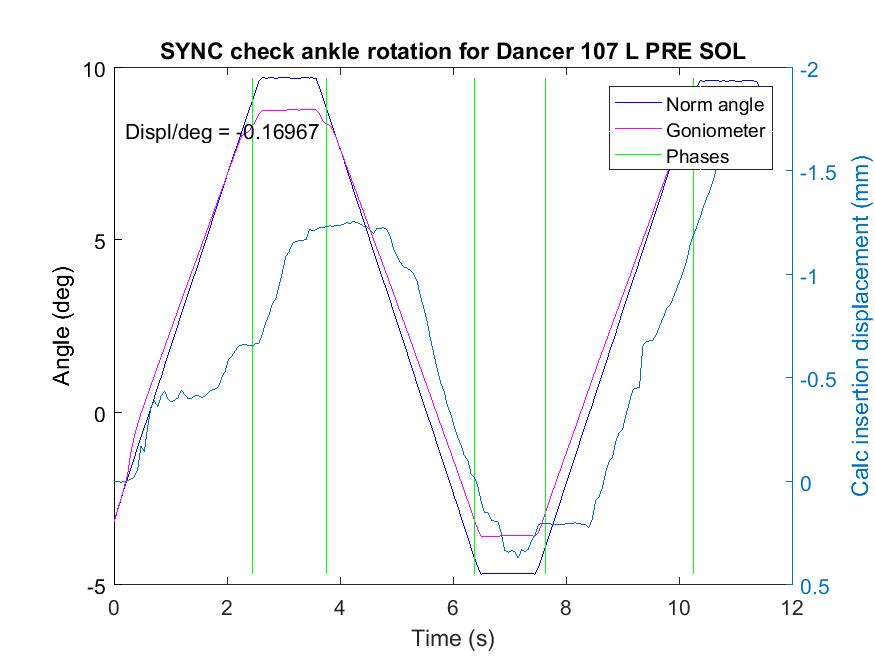 SYNC check ankle rotation for Dancer 107 L PRE SOL
10
5
0
-5
Angle (deg)
Displ/deg = -0.16967
Norm angle
Goniometer
Phases
-2
-1.5
-1
-0.5
0
0.5
Calc insertion displacement (mm)
0 2 4 6 8 10 12
Time (s)